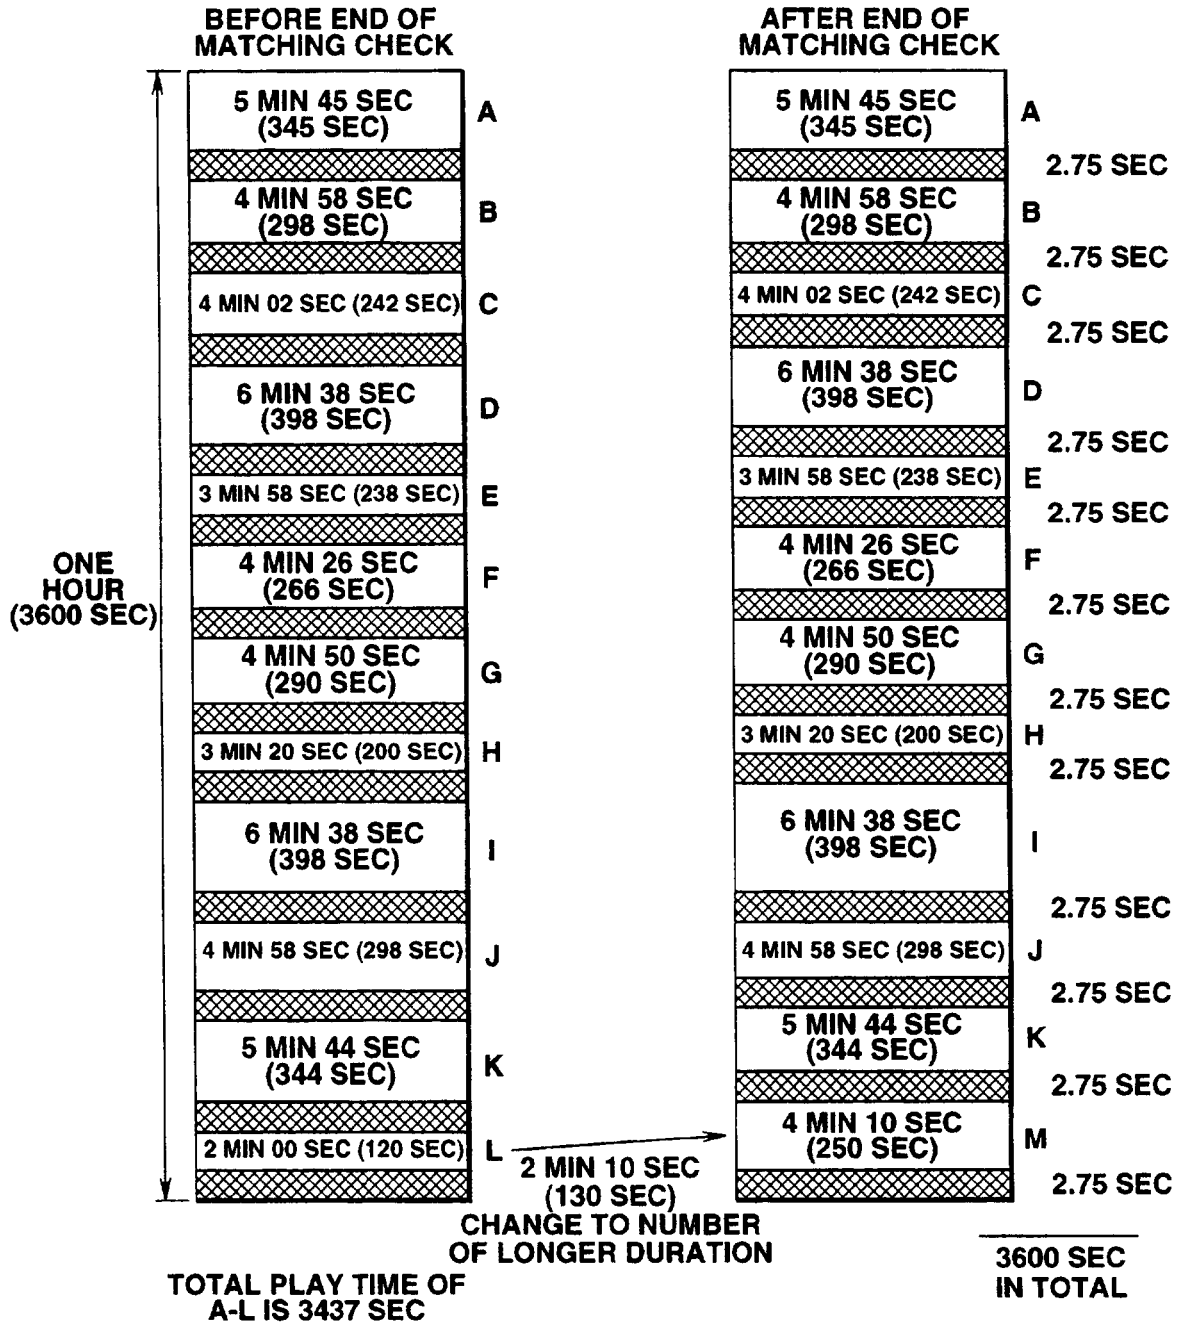 BEFORE END OF
MATCHING CHECK
5 MIN 45 SEC
(345 SEC)
A
4 MIN 58 SEC
(298 SEC)
B
4 MIN 02 SEC (242 SEC)
C
6 MIN 38 SEC
(398 SEC)
D
3 MIN 58 SEC (238 SEC)
E
4 MIN 26 SEC
(266 SEC)
F
4 MIN 50 SEC
(290 SEC)
G
3 MIN 20 SEC (200 SEC)
H
6 MIN 38 SEC
(398 SEC)
I
4 MIN 58 SEC (298 SEC)
J
5 MIN 44 SEC
(344 SEC)
K
2 MIN 00 SEC (120 SEC)
L
ONE
HOUR
(3600 SEC)
TOTAL PLAY TIME OF
A-L IS 3437 SEC
2 MIN 10 SEC
(130 SEC)
CHANGE TO NUMBER
OF LONGER DURATION
AFTER END OF
MATCHING CHECK
5 MIN 45 SEC
(345 SEC)
A
2.75 SEC
4 MIN 58 SEC
(298 SEC)
B
2.75 SEC
4 MIN 02 SEC (242 SEC)
C
2.75 SEC
6 MIN 38 SEC
(398 SEC)
D
2.75 SEC
3 MIN 58 SEC (238 SEC)
E
2.75 SEC
4 MIN 26 SEC
(266 SEC)
F
2.75 SEC
4 MIN 50 SEC
(290 SEC)
G
2.75 SEC
3 MIN 20 SEC (200 SEC)
H
2.75 SEC
6 MIN 38 SEC
(398 SEC)
I
2.75 SEC
4 MIN 58 SEC (298 SEC)
J
2.75 SEC
5 MIN 44 SEC
(344 SEC)
K
2.75 SEC
4 MIN 10 SEC
(250 SEC)
M
2.75 SEC
3600 SEC
IN TOTAL